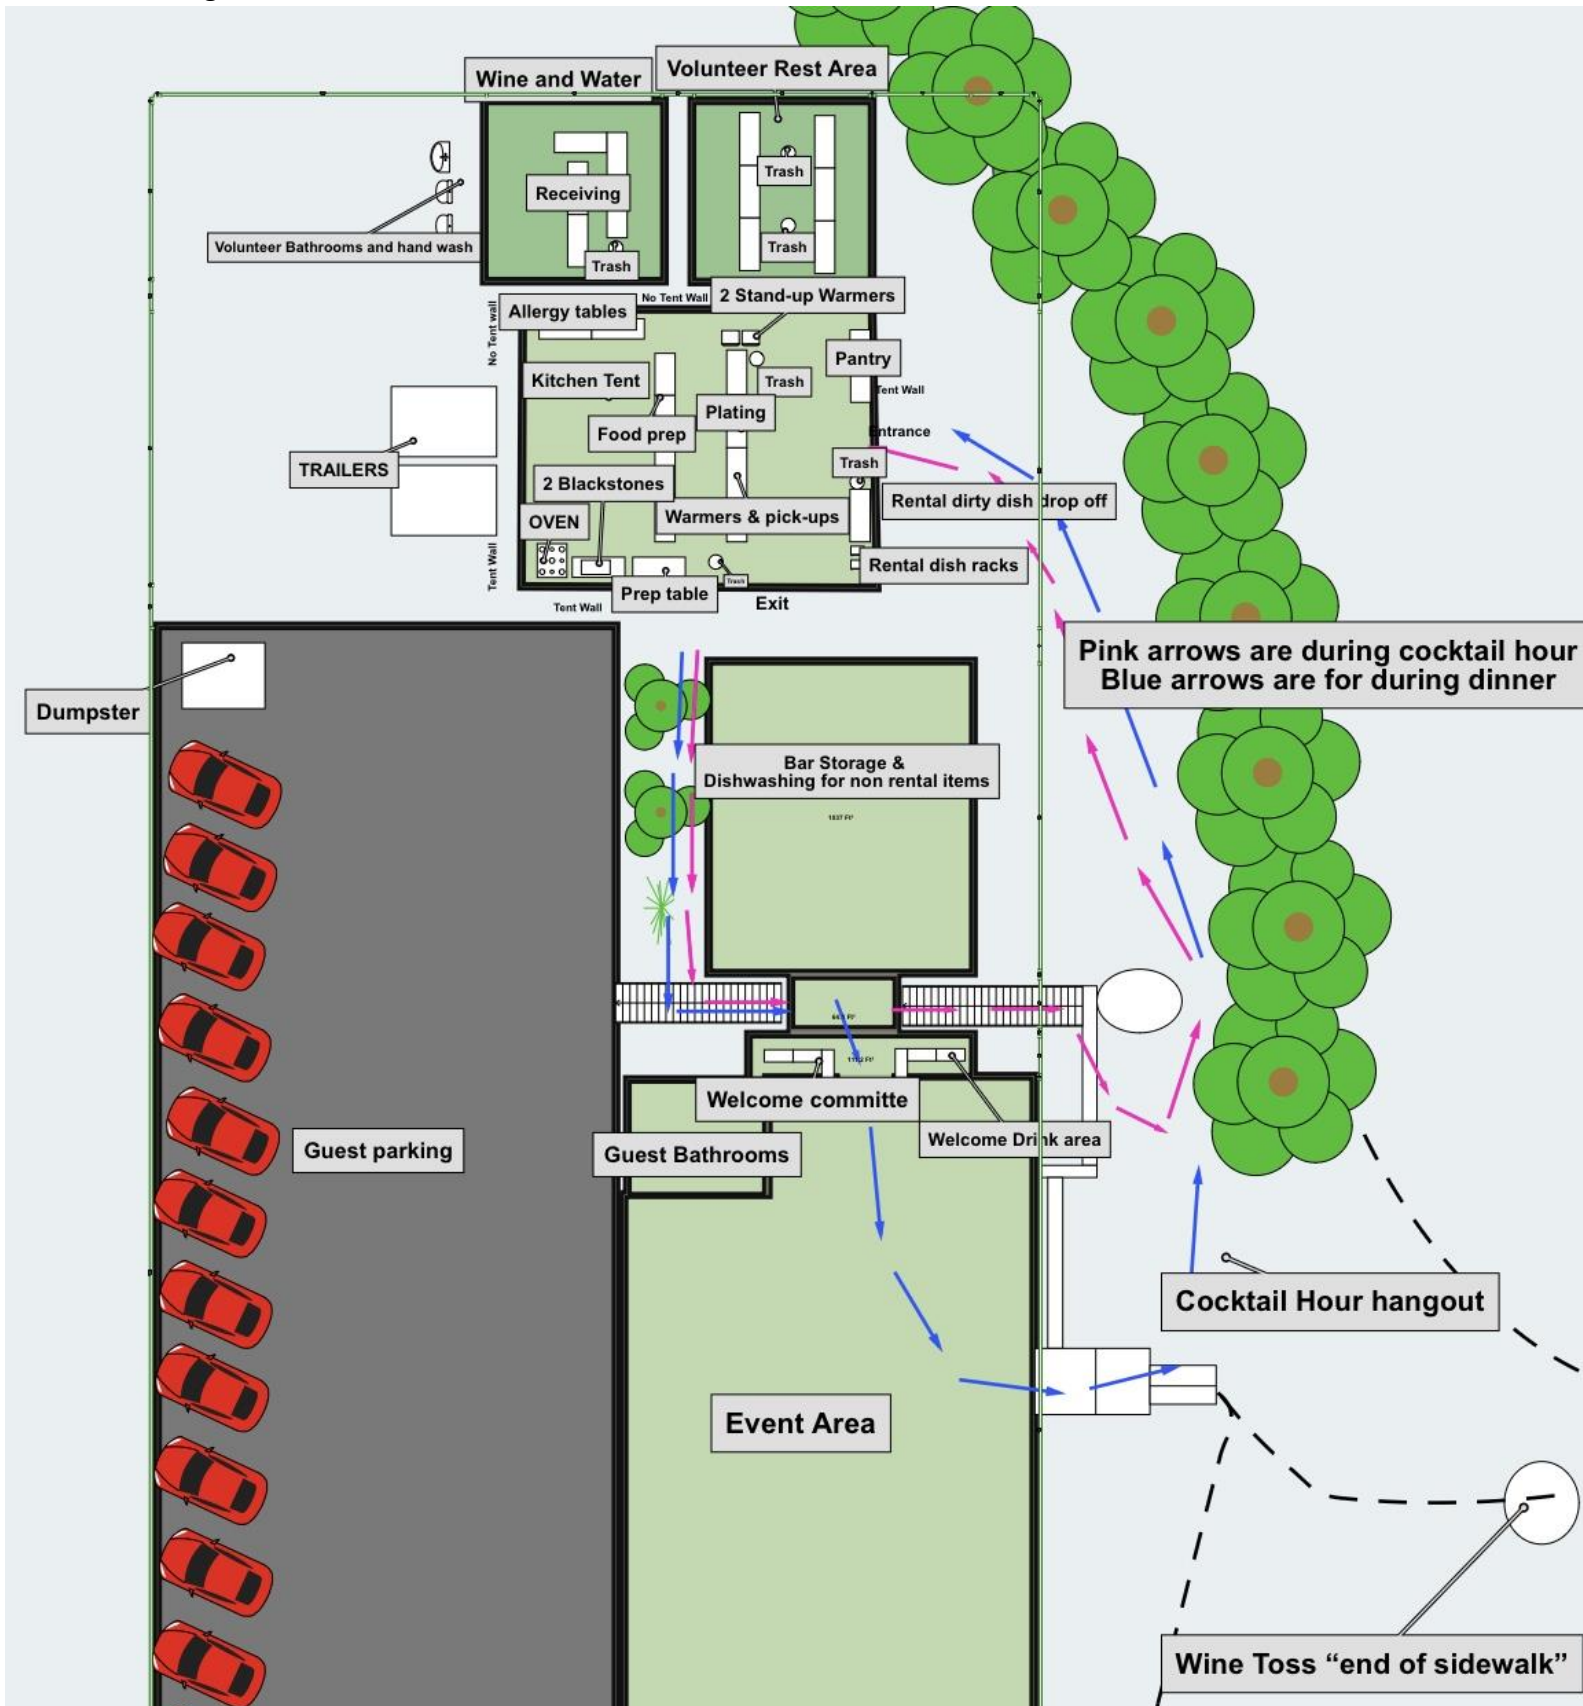 Wine and Water
Volunteer Rest Area
Trash
Receiving
Volunteer Bathrooms and hand wash
Trash
Trash
No Tent Wall
2 Stand-up Warmers
Allergy tables
No Tent wall
Kitchen Tent
Trash
Pantry
Tent Wall
Plating
Food prep
Entrance
Trash
TRAILERS
2 Blackstones
Rental dirty dish drop off
OVEN
Warmers & pick-ups
Tent Wall
Rental dish racks
Trash
Prep table
Tent Wall
Exit
Pink arrows are during cocktail hour
Blue arrows are for during dinner
Dumpster
Bar Storage &
Dishwashing for non rental items
1037 Ft²
Welcome committe
Welcome Drink area
Guest parking
Guest Bathrooms
Cocktail Hour hangout
Event Area
Wine Toss “end of sidewalk”